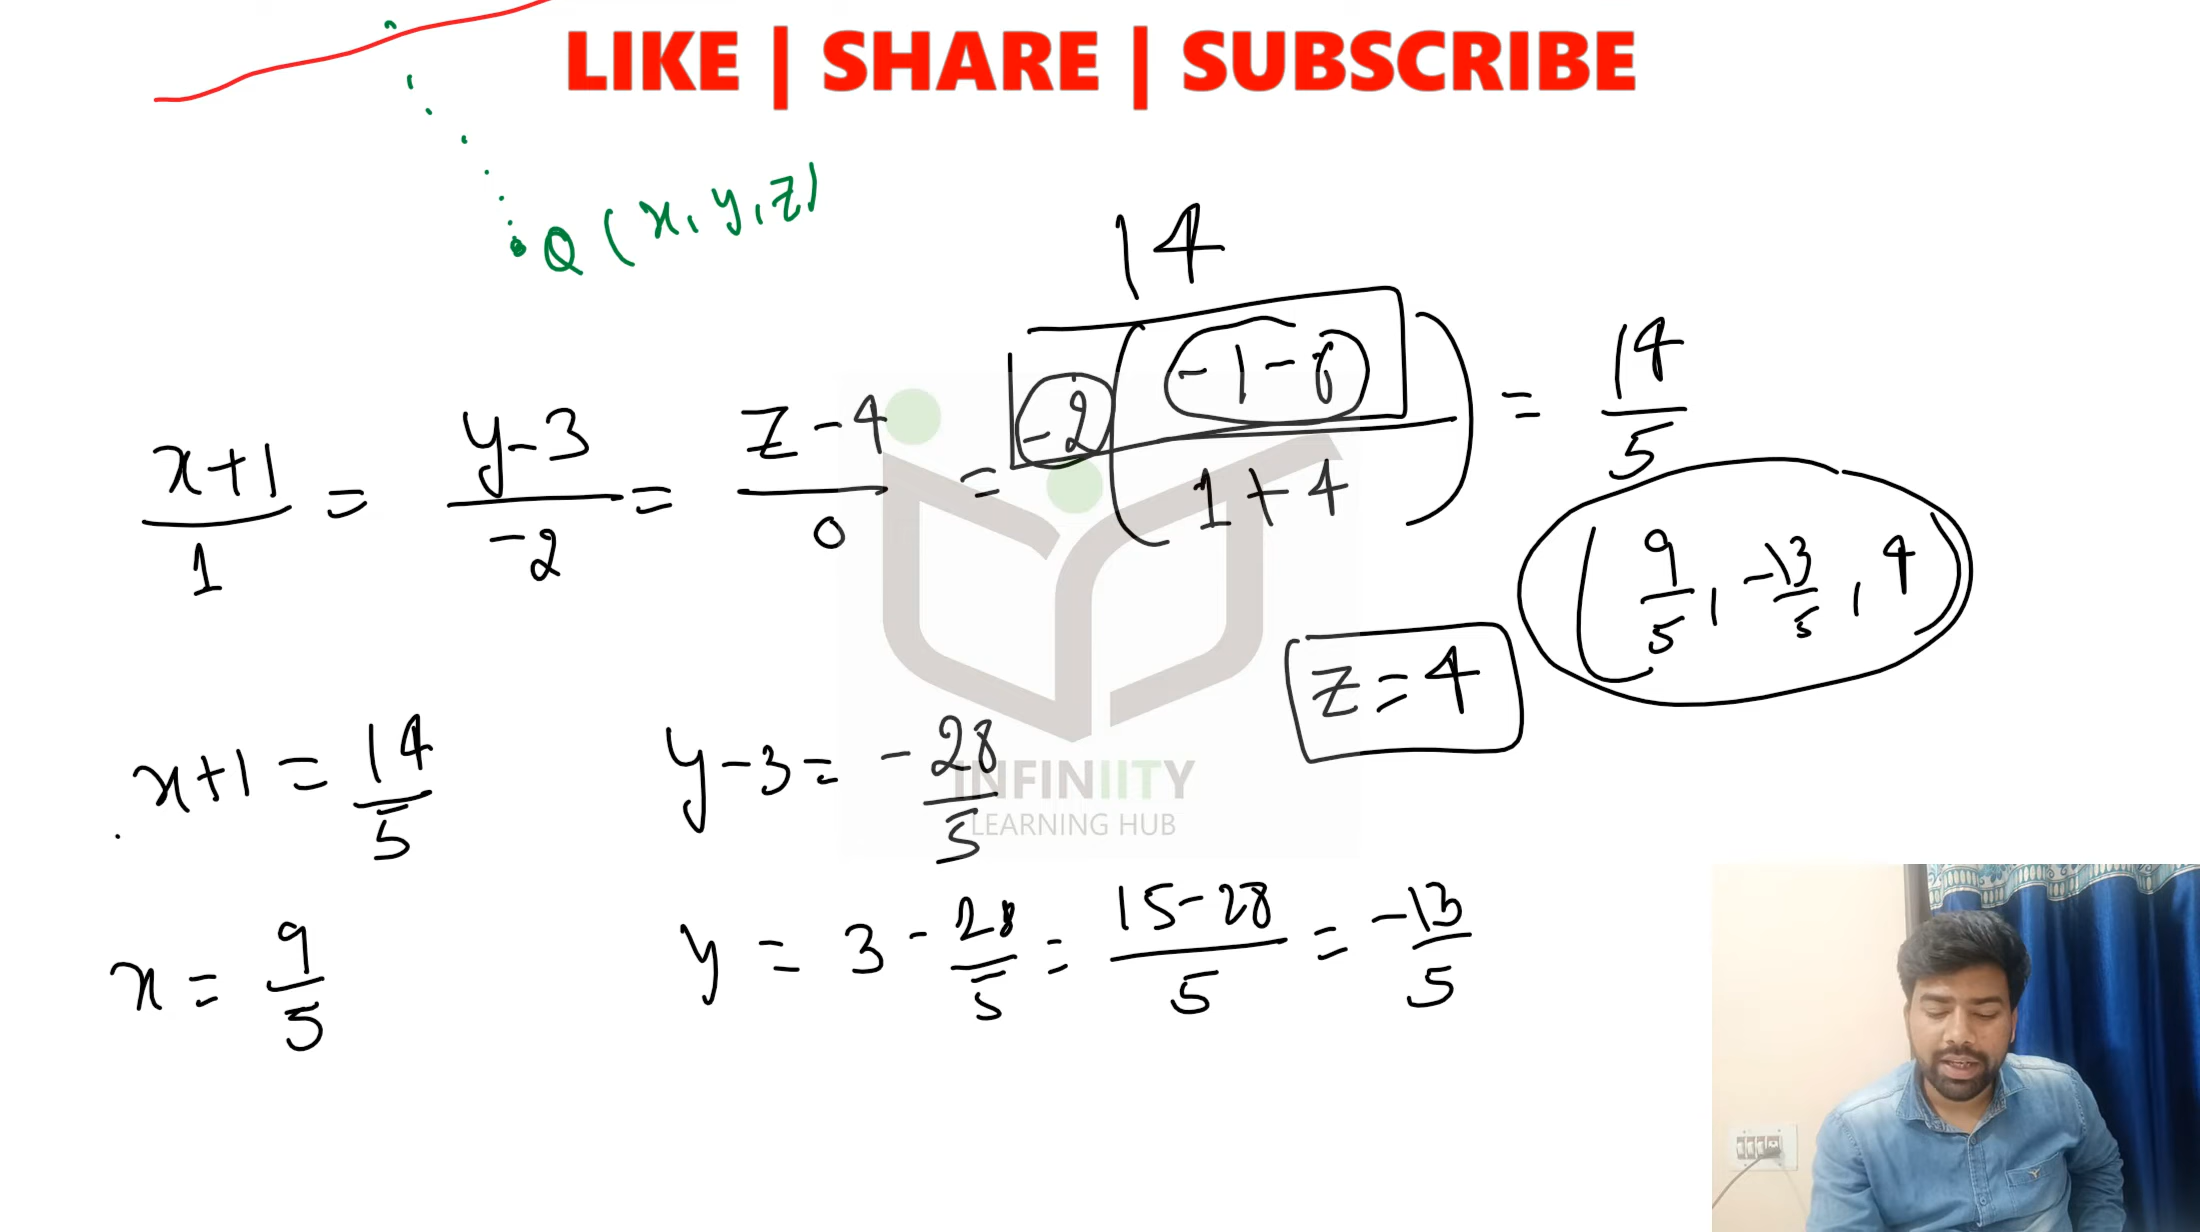 LIKE | SHARE | SUBSCRIBE
Q (x, y, z)
14
(x+1)/1 = (y-3)/-2 = (z-4)/0 = -2((-1-6)/(1+4)) = 14/5
(9/5, -13/5, 4)
z = 4
x+1 = 14/5
y-3 = -28/5
INFINIITY
LEARNING HUB
x = 9/5
y = 3 - 28/5 = (15-28)/5 = -13/5